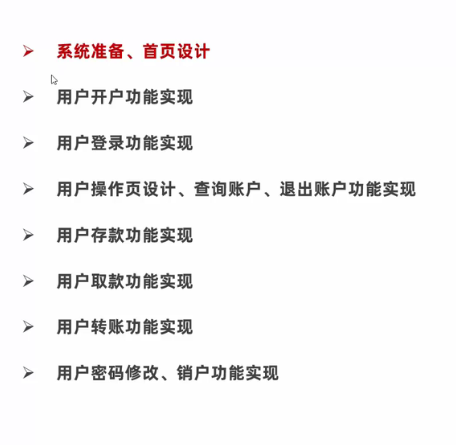 系统准备、首页设计
用户开户功能实现
用户登录功能实现
用户操作页设计、查询账户、退出账户功能实现
用户存款功能实现
用户取款功能实现
用户转账功能实现
用户密码修改、销户功能实现